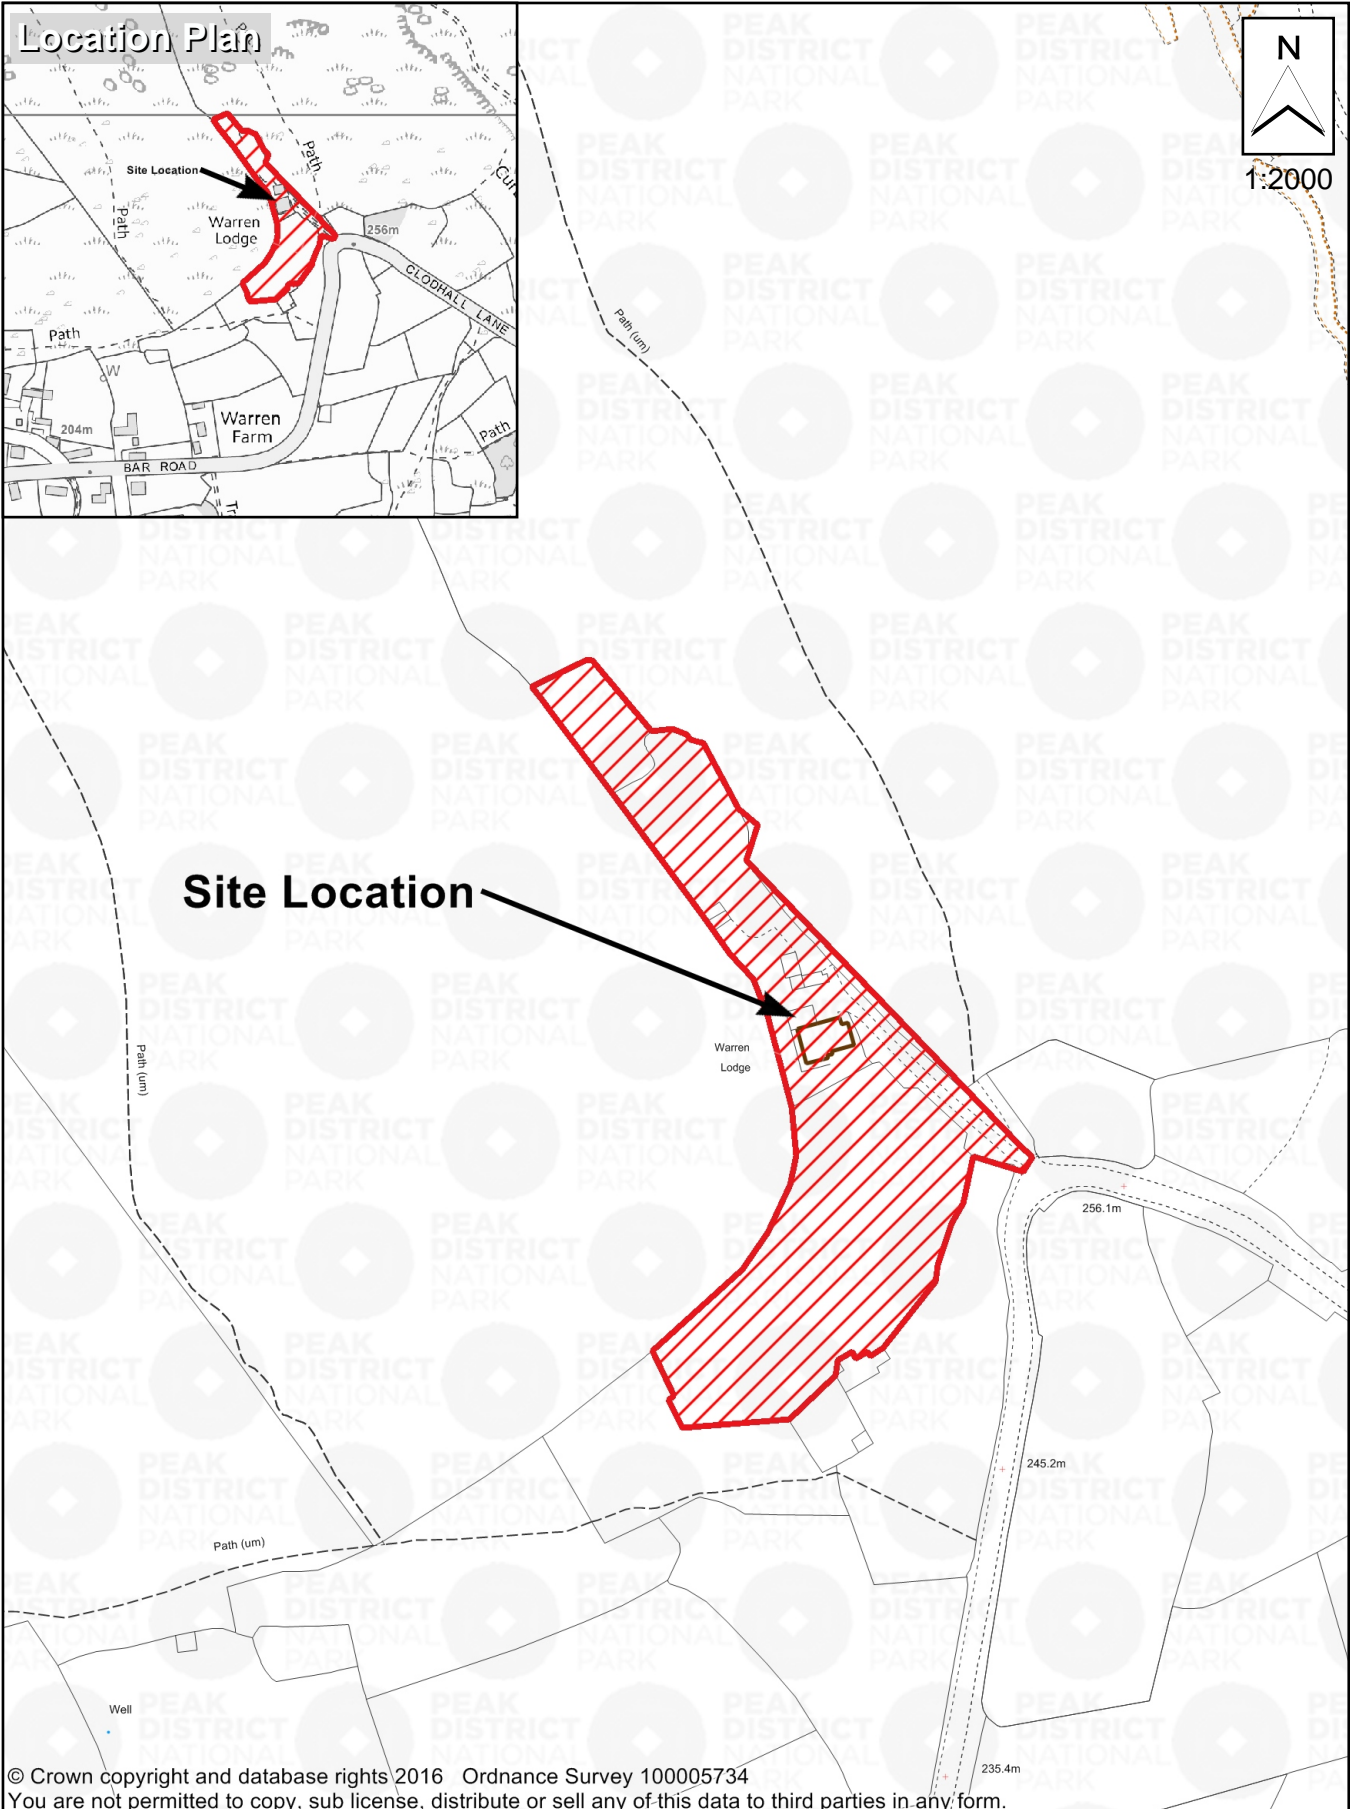 Location Plan
Path
Path
Site Location
Path
Warren
Lodge
256m
CLODHALL LANE
Path
W
204m
Warren
Farm
BAR ROAD
Path
N
1:2000
Path (um)
Site Location
Warren
Lodge
Path (um)
256.1m
245.2m
Path (um)
Well
235.4m
© Crown copyright and database rights 2016 Ordnance Survey 100005734
You are not permitted to copy, sub license, distribute or sell any of this data to third parties in any form.
PEAK
DISTRICT
NATIONAL
PARK